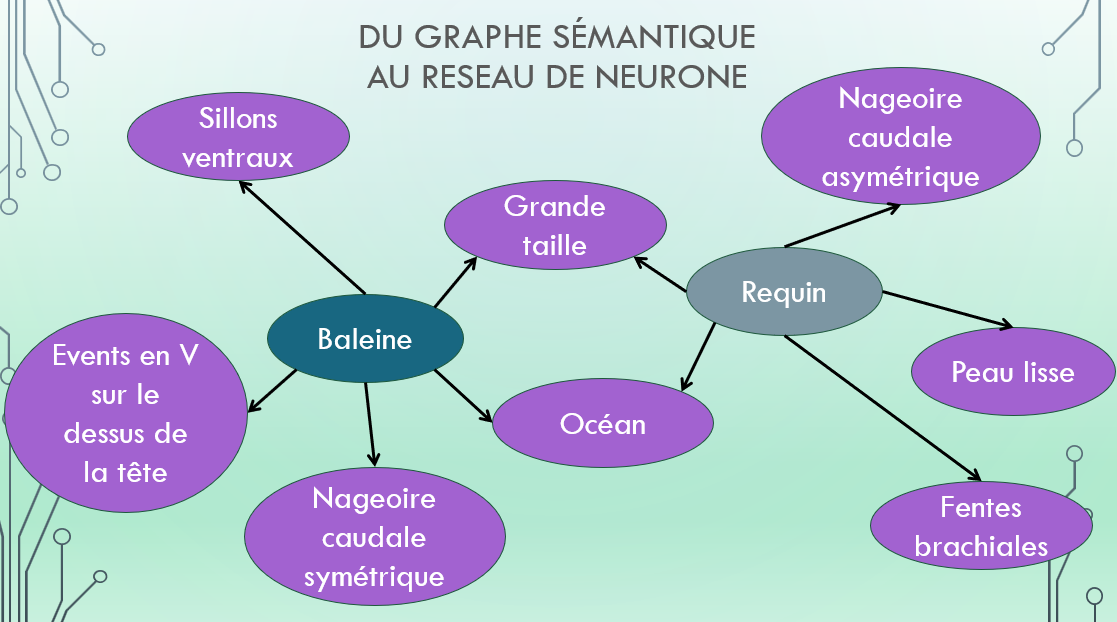 DU GRAPHE SÉMANTIQUE
AU RESEAU DE NEURONE
Sillons
ventraux
Nageoire
caudale
asymétrique
Grande
taille
Requin
Baleine
Events en V
sur le
dessus de
la tête
Peau lisse
Océan
Nageoire
caudale
symétrique
Fentes
brachiales